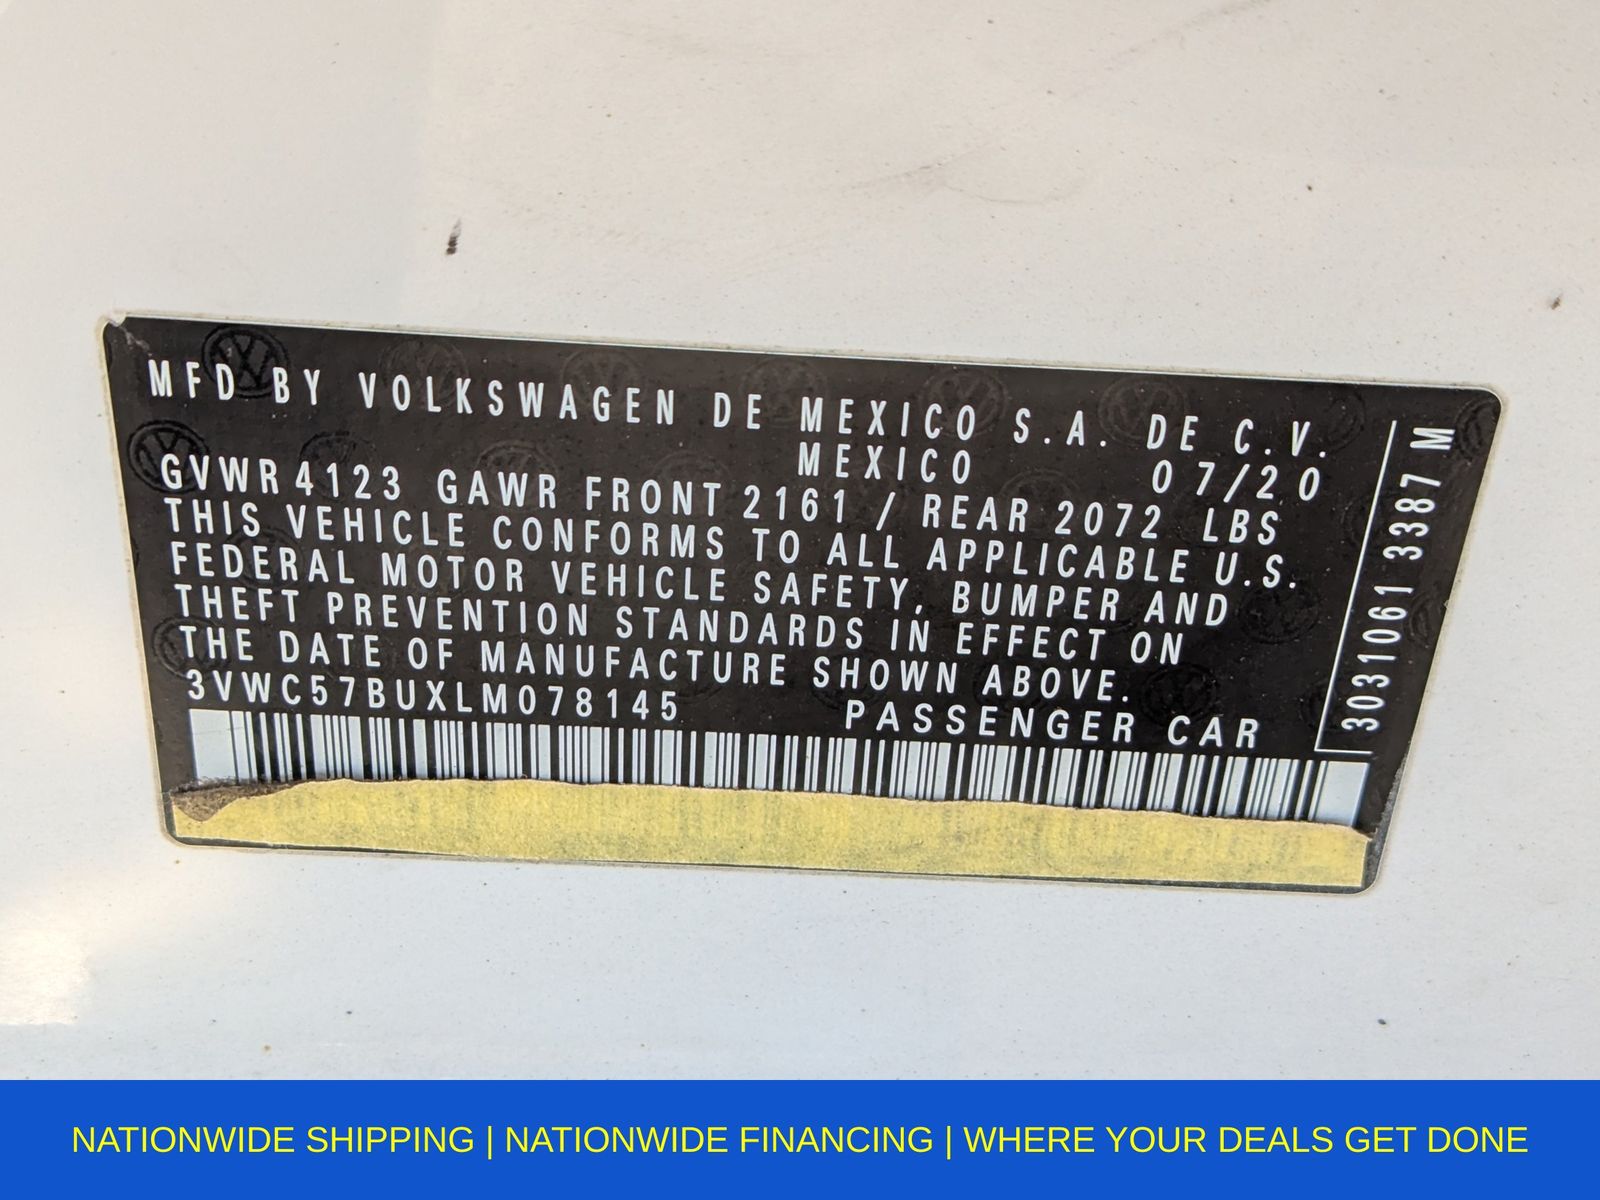 MFD BY VOLKSWAGEN DE MEXICO S.A. DE C.V.
MEXICO 07/20
GVWR 4123 GAWR FRONT 2161 / REAR 2072 LBS
THIS VEHICLE CONFORMS TO ALL APPLICABLE U.S.
FEDERAL MOTOR VEHICLE SAFETY, BUMPER AND
THEFT PREVENTION STANDARDS IN EFFECT ON
THE DATE OF MANUFACTURE SHOWN ABOVE.
3VWC57BUXLM078145 PASSENGER CAR
3031061 3387 M
NATIONWIDE SHIPPING | NATIONWIDE FINANCING | WHERE YOUR DEALS GET DONE